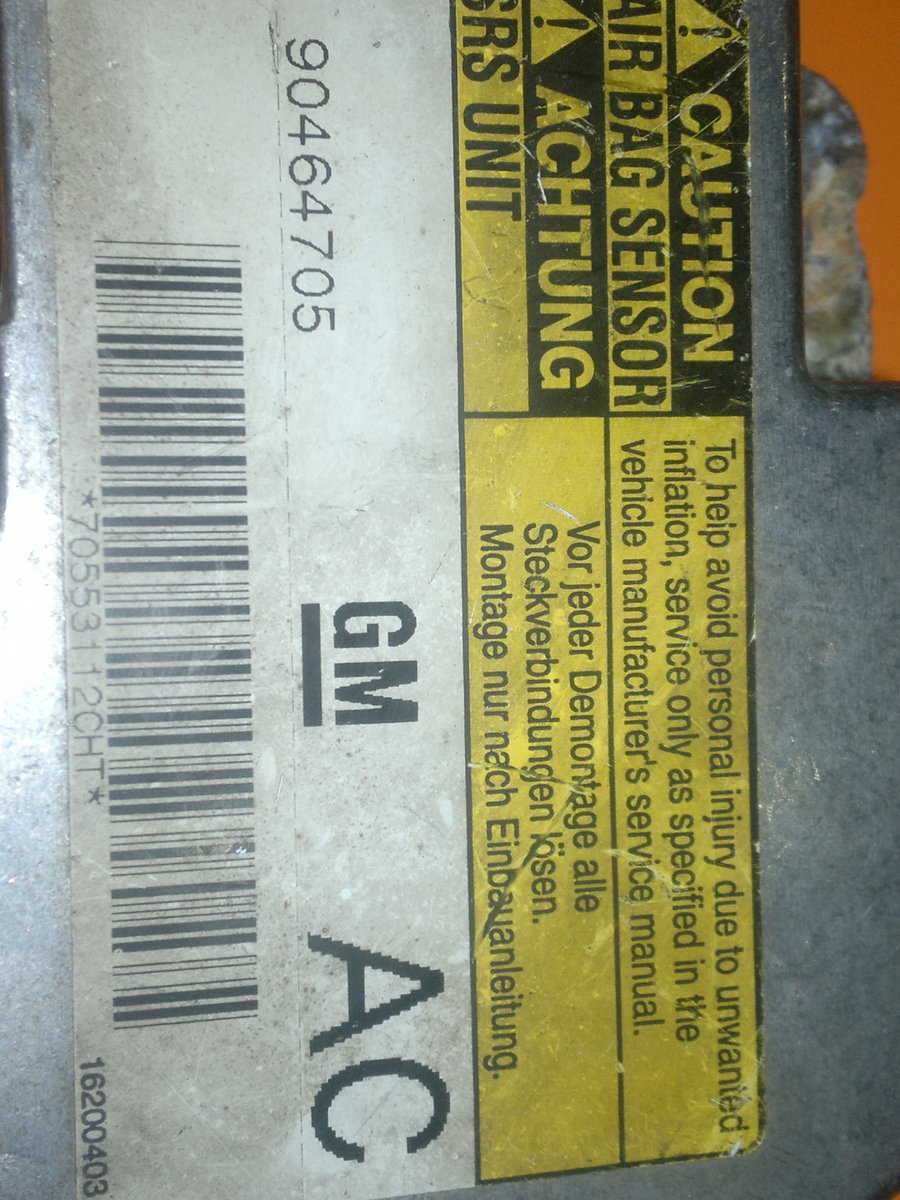 CAUTION
AIR BAG SENSOR
To help avoid personal injury due to unwanted
inflation, service only as specified in the
vehicle manufacturer's service manual.
ACHTUNG
SRS UNIT
Vor jeder Demontage alle
Steckverbindungen lösen.
Montage nur nach Einbauanleitung.
90464705
GM
AC
*7055311​2CHT*
16200403